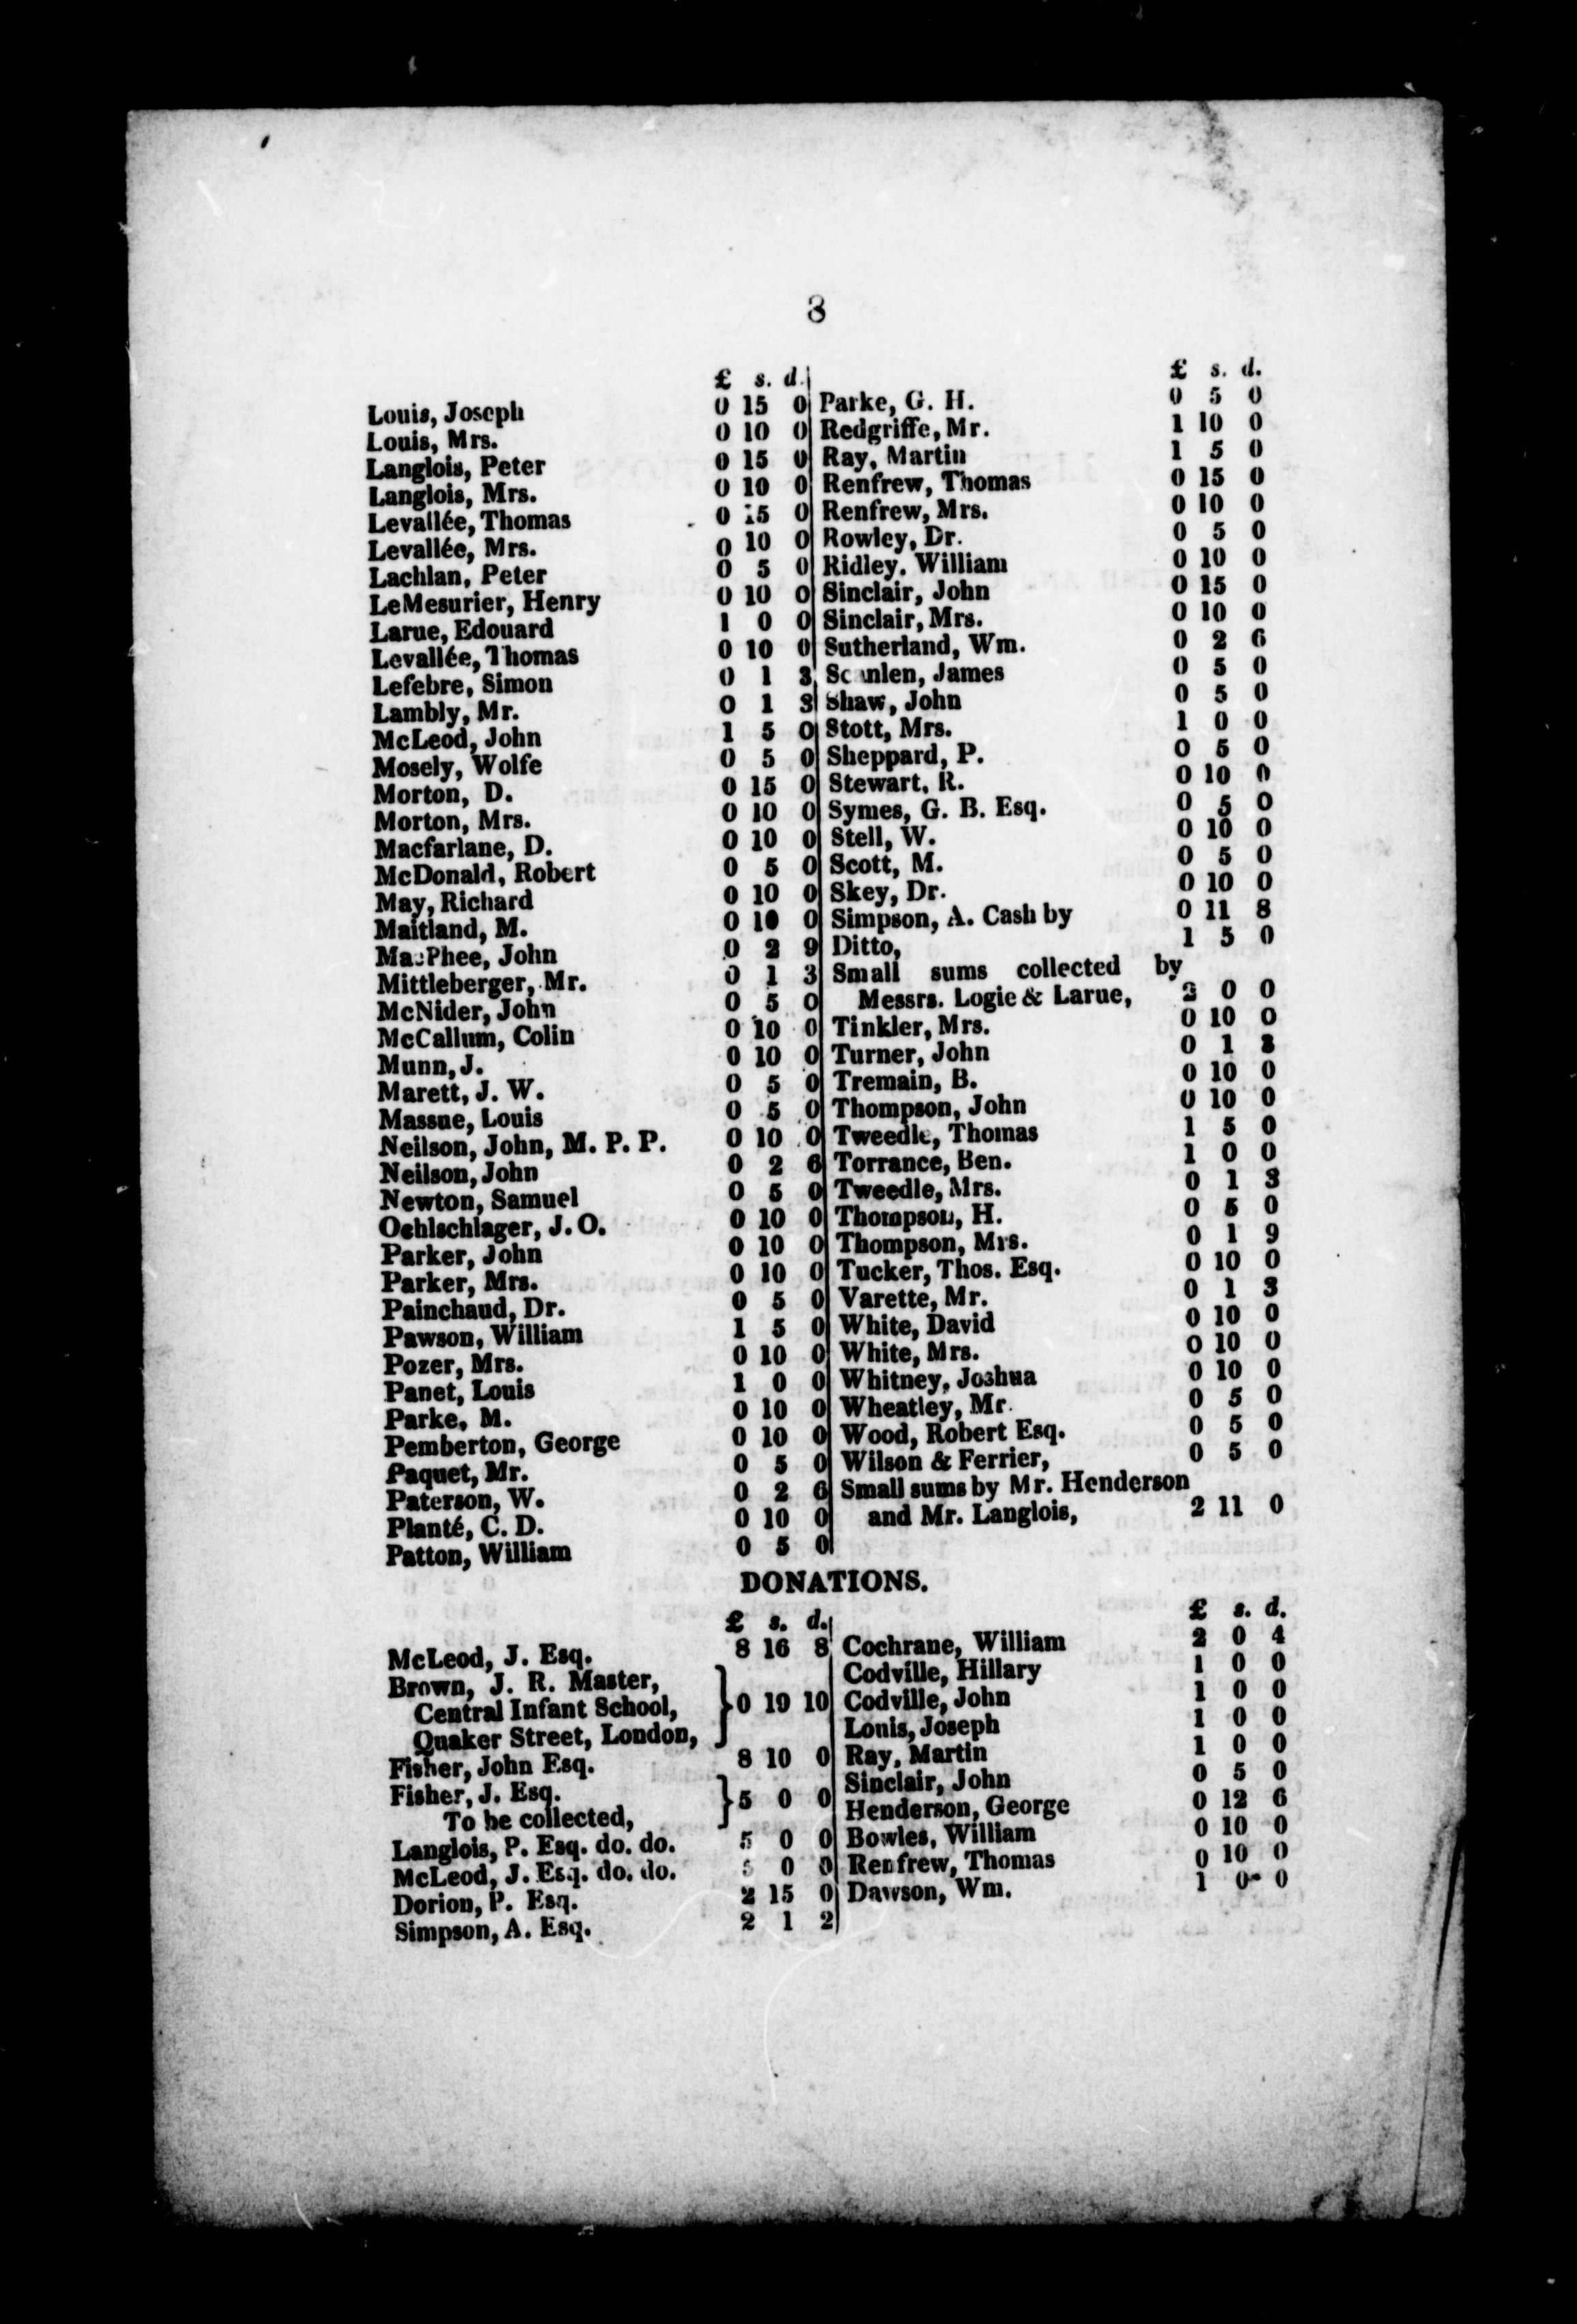 8
£ s. d.
Louis, Joseph 0 15 0
Louis, Mrs. 0 10 0
Langlois, Peter 0 15 0
Langlois, Mrs. 0 10 0
Levallée, Thomas 0 15 0
Levallée, Mrs. 0 10 0
Lachlan, Peter 0 5 0
LeMesurier, Henry 0 10 0
Larue, Edouard 1 0 0
Levallée, Thomas 0 10 0
Lefebre, Simon 0 1 3
Lambly, Mr. 0 1 3
McLeod, John 1 5 0
Mosely, Wolfe 0 5 0
Morton, D. 0 15 0
Morton, Mrs. 0 10 0
Macfarlane, D. 0 10 0
McDonald, Robert 0 5 0
May, Richard 0 10 0
Maitland, M. 0 10 0
MacPhee, John 0 2 9
Mittleberger, Mr. 0 1 3
McNider, John 0 5 0
McCallum, Colin 0 10 0
Munn, J. 0 10 0
Marett, J. W. 0 5 0
Massue, Louis 0 5 0
Neilson, John, M. P. P. 0 10 0
Neilson, John 0 2 6
Newton, Samuel 0 5 0
Oehlschlager, J. O. 0 10 0
Parker, John 0 10 0
Parker, Mrs. 0 10 0
Painchaud, Dr. 0 5 0
Pawson, William 1 5 0
Pozer, Mrs. 0 10 0
Panet, Louis 1 0 0
Parke, M. 0 10 0
Pemberton, George 0 10 0
Paquet, Mr. 0 5 0
Paterson, W. 0 2 6
Planté, C. D. 0 10 0
Patton, William 0 5 0
£ s. d.
Parke, G. H. 0 5 0
Redgriffe, Mr. 1 10 0
Ray, Martin 1 5 0
Renfrew, Thomas 0 15 0
Renfrew, Mrs. 0 10 0
Rowley, Dr. 0 5 0
Ridley. William 0 10 0
Sinclair, John 0 15 0
Sinclair, Mrs. 0 10 0
Sutherland, Wm. 0 2 6
Scanlen, James 0 5 0
Shaw, John 0 5 0
Stott, Mrs. 1 0 0
Sheppard, P. 0 5 0
Stewart, R. 0 10 0
Symes, G. B. Esq. 0 5 0
Stell, W. 0 10 0
Scott, M. 0 5 0
Skey, Dr. 0 10 0
Simpson, A. Cash by 0 11 8
Ditto, 1 5 0
Small sums collected by
Messrs. Logie & Larue, 0 0
Tinkler, Mrs. 0 10 0
Turner, John 0 1 3
Tremain, B. 0 10 0
Thompson, John 0 10 0
Tweedle, Thomas 1 5 0
Torrance, Ben. 1 0 0
Tweedle, Mrs. 0 1 3
Thompson, H. 0 5 0
Thompson, Mrs. 0 1 9
Tucker, Thos. Esq. 0 10 0
Varette, Mr. 0 1 3
White, David 0 10 0
White, Mrs. 0 10 0
Whitney, Joshua 0 10 0
Wheatley, Mr. 0 5 0
Wood, Robert Esq. 0 5 0
Wilson & Ferrier, 0 5 0
Small sums by Mr. Henderson
and Mr. Langlois, 2 11 0
DONATIONS.
£ s. d.
McLeod, J. Esq. 8 16 8
Brown, J. R. Master,
Central Infant School, } 0 19 10
Quaker Street, London,
Fisher, John Esq. 8 10 0
Fisher, J. Esq. } 5 0 0
To be collected,
Langlois, P. Esq. do. do. 5 0 0
McLeod, J. Esq. do. do. 5 0 0
Dorion, P. Esq. 2 15 0
Simpson, A. Esq. 2 1 2
£ s. d.
Cochrane, William 2 0 4
Codville, Hillary 1 0 0
Codville, John 1 0 0
Louis, Joseph 1 0 0
Ray, Martin 1 0 0
Sinclair, John 0 5 0
Henderson, George 0 12 6
Bowles, William 0 10 0
Renfrew, Thomas 0 10 0
Dawson, Wm. 1 0 0